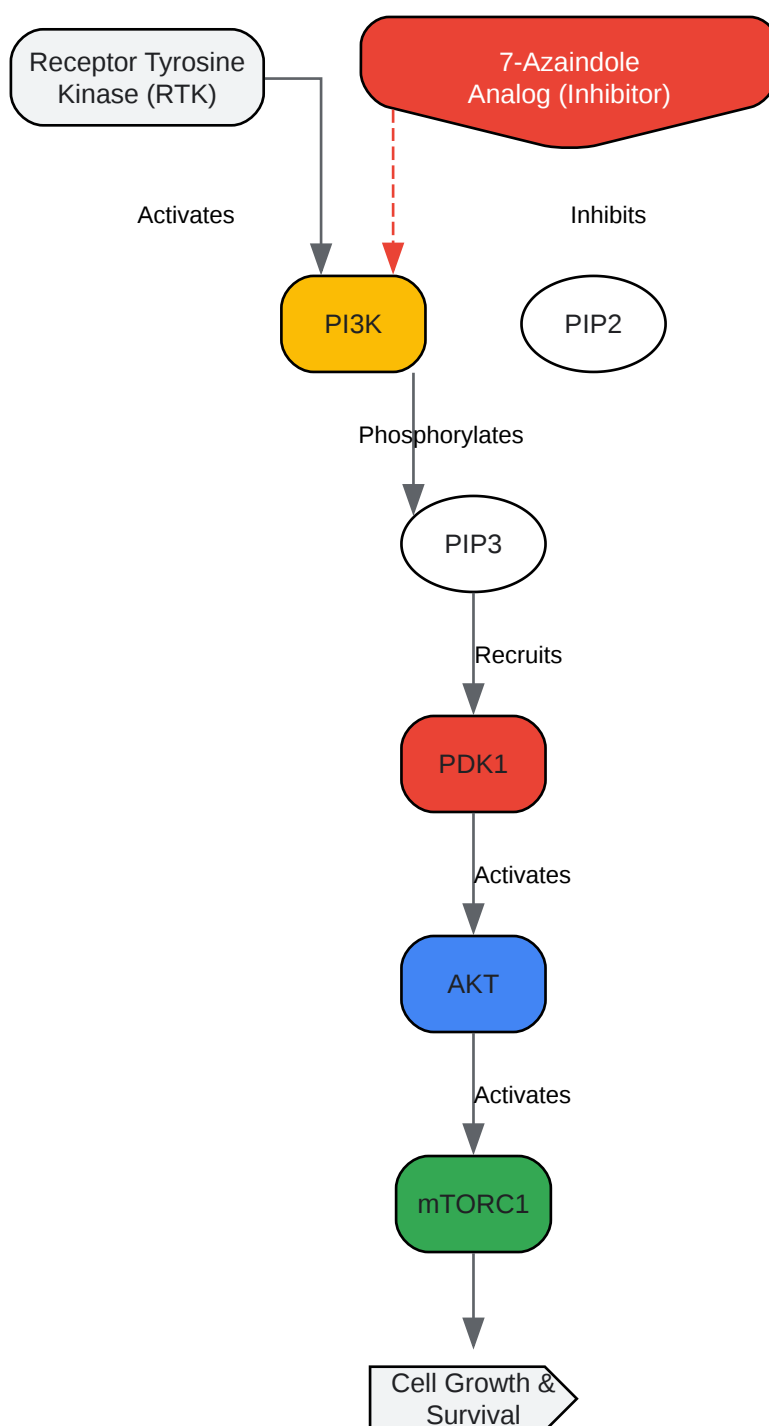 Receptor Tyrosine
Kinase (RTK)
7-Azaindole
Analog (Inhibitor)
Activates
Inhibits
PI3K
PIP2
Phosphorylates
PIP3
Recruits
PDK1
Activates
AKT
Activates
mTORC1
Cell Growth &
Survival